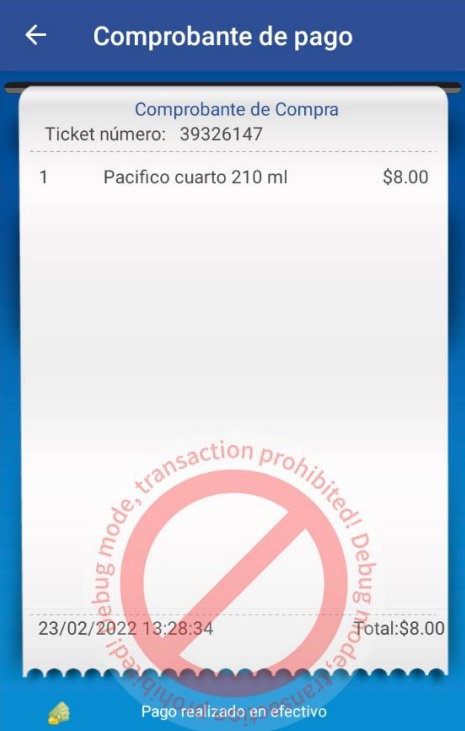 Comprobante de pago
Comprobante de Compra
Ticket número: 39326147
1 Pacifico cuarto 210 ml $8.00
Debug mode, transaction prohibited! Debug mode, transaction prohibited!
23/02/2022 13:28:34 Total:$8.00
Pago realizado en efectivo